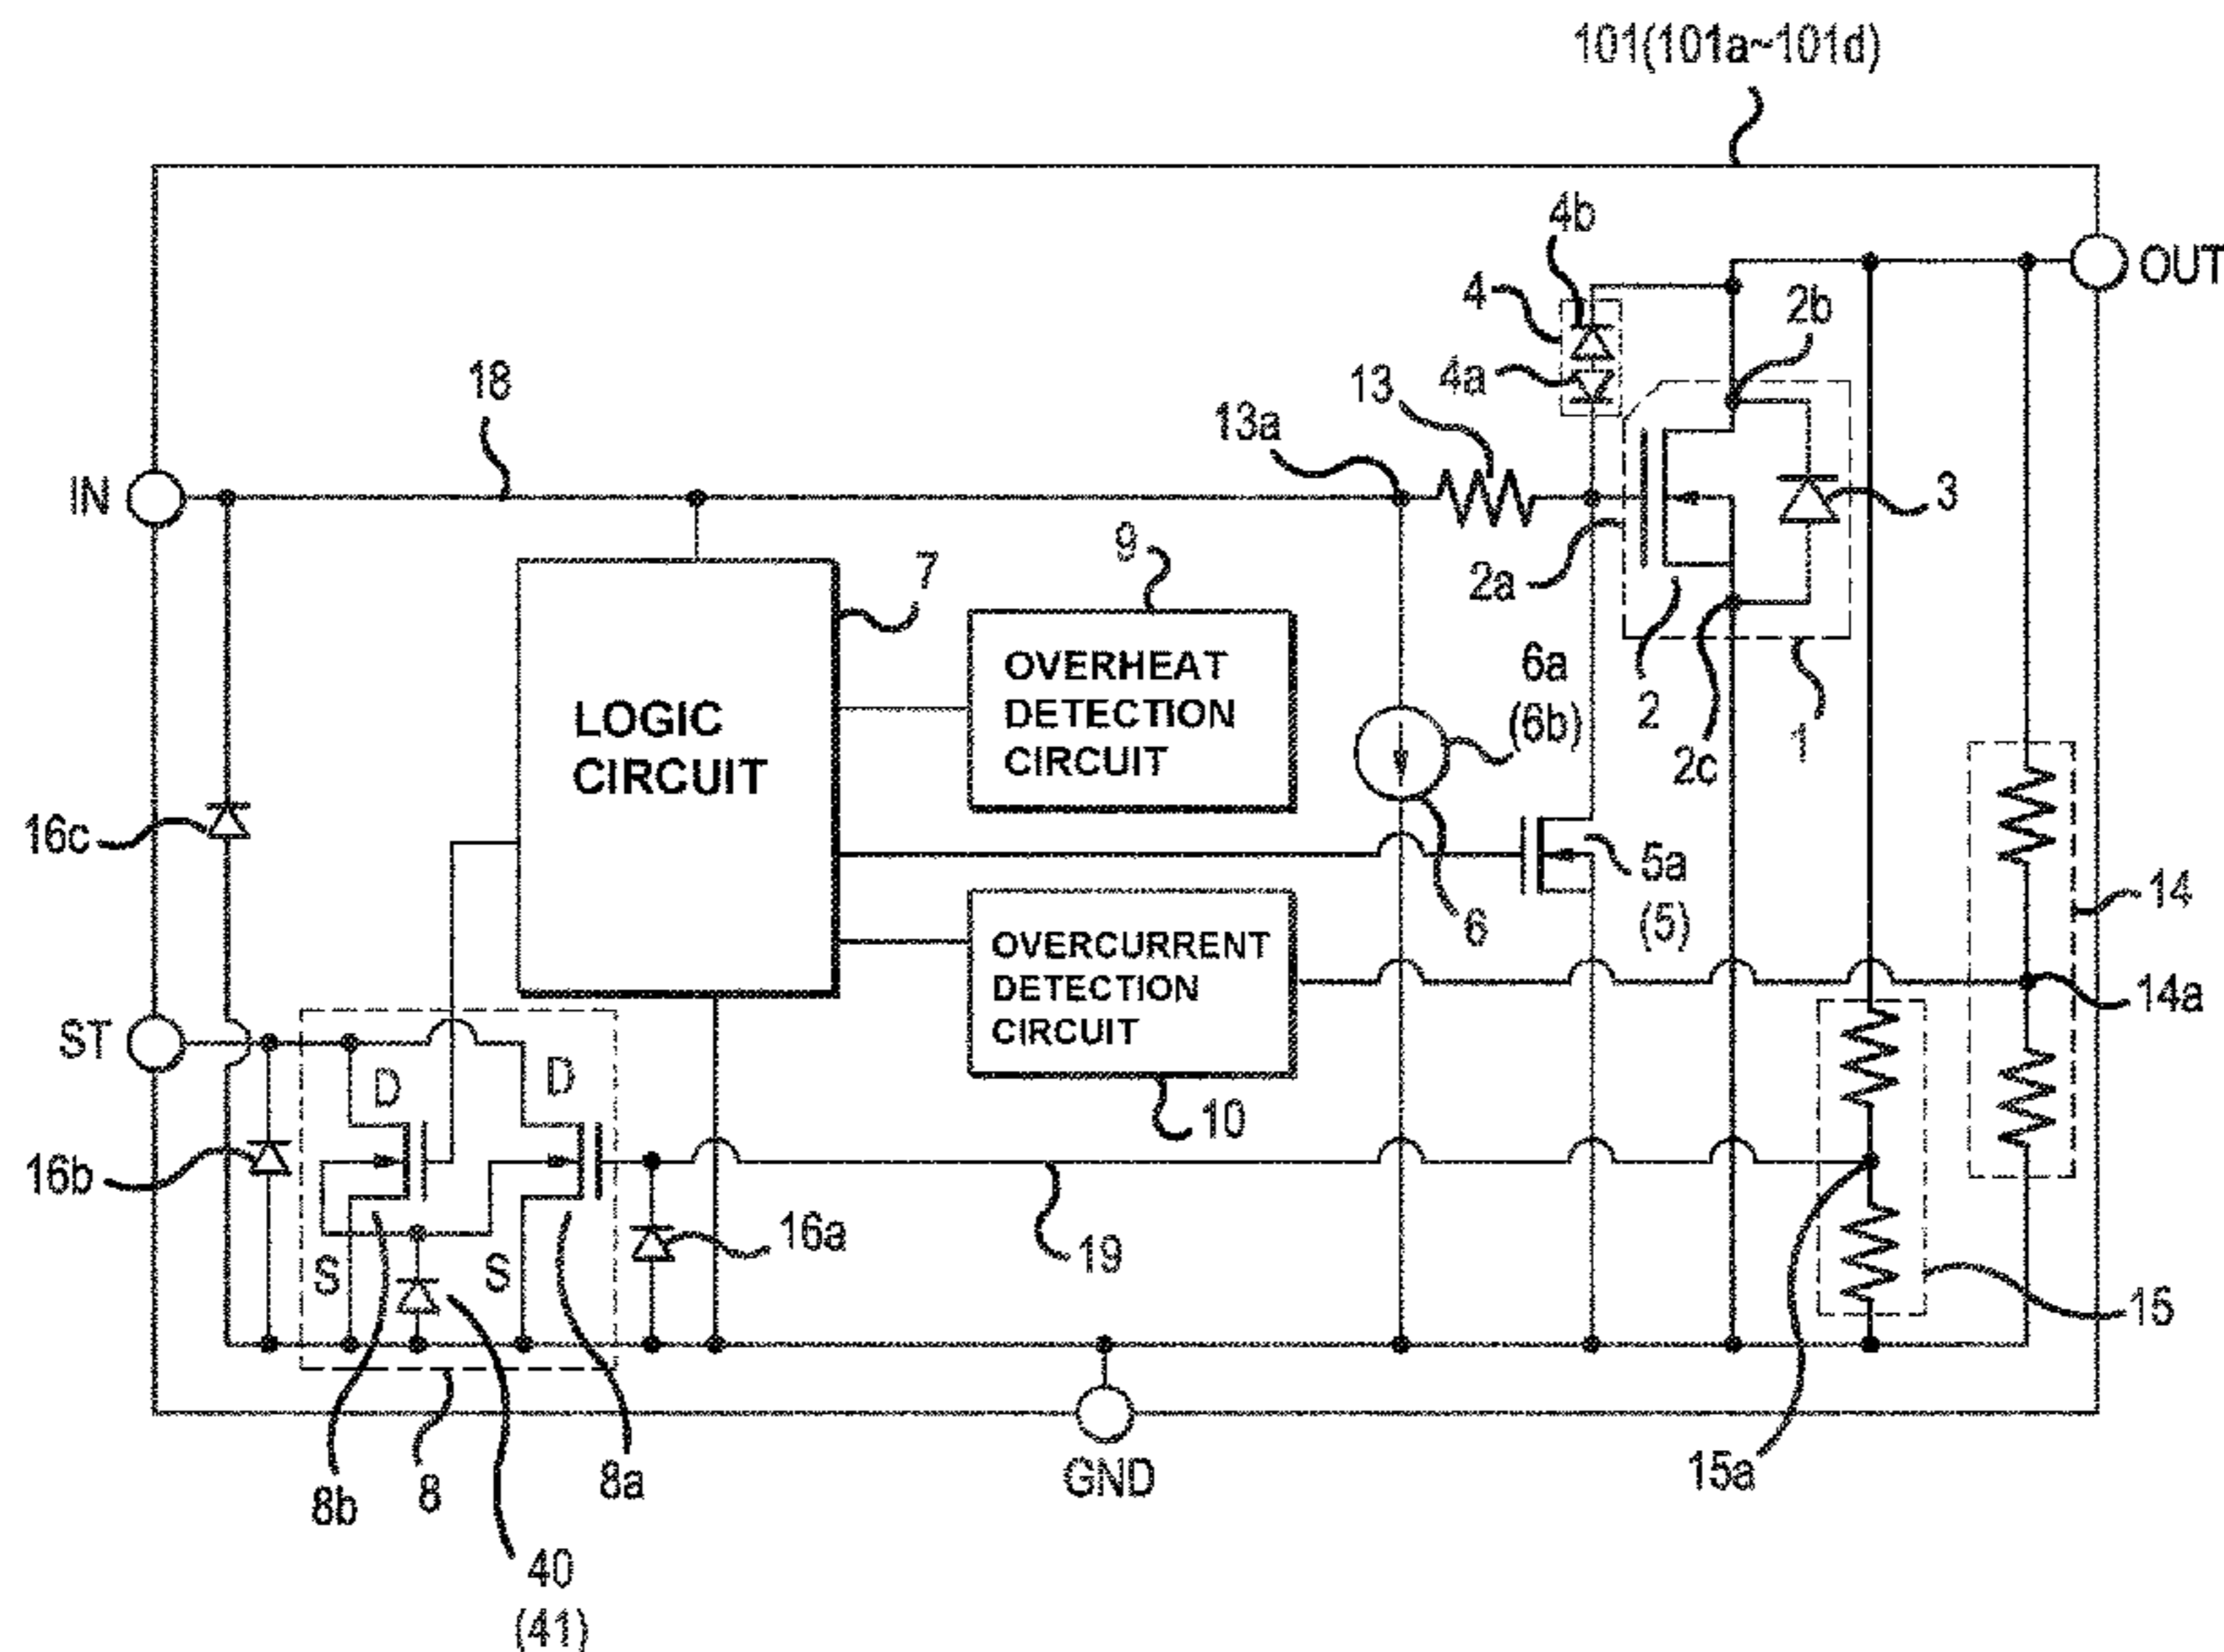 101(101a~101d)
4b
OUT
4
2b
18
4a
13
13a
IN
3
9
7
2a
OVERHEAT
DETECTION
CIRCUIT
6a
(6b)
2
2c
1
LOGIC
CIRCUIT
16c
5a
(5)
6
14
OVERCURRENT
DETECTION
CIRCUIT
14a
ST
D
D
10
16b
16a
19
S
S
15
8b
8
8a
GND
15a
40
(41)